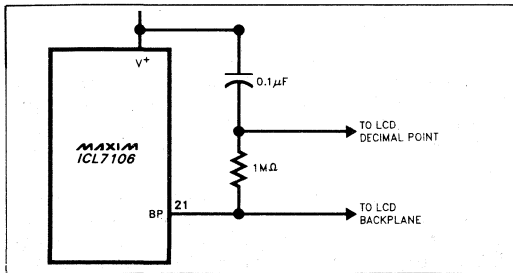 V+
0.1μF
MAXIM
ICL7106
TO LCD
DECIMAL POINT
1MΩ
BP
21
TO LCD
BACKPLANE